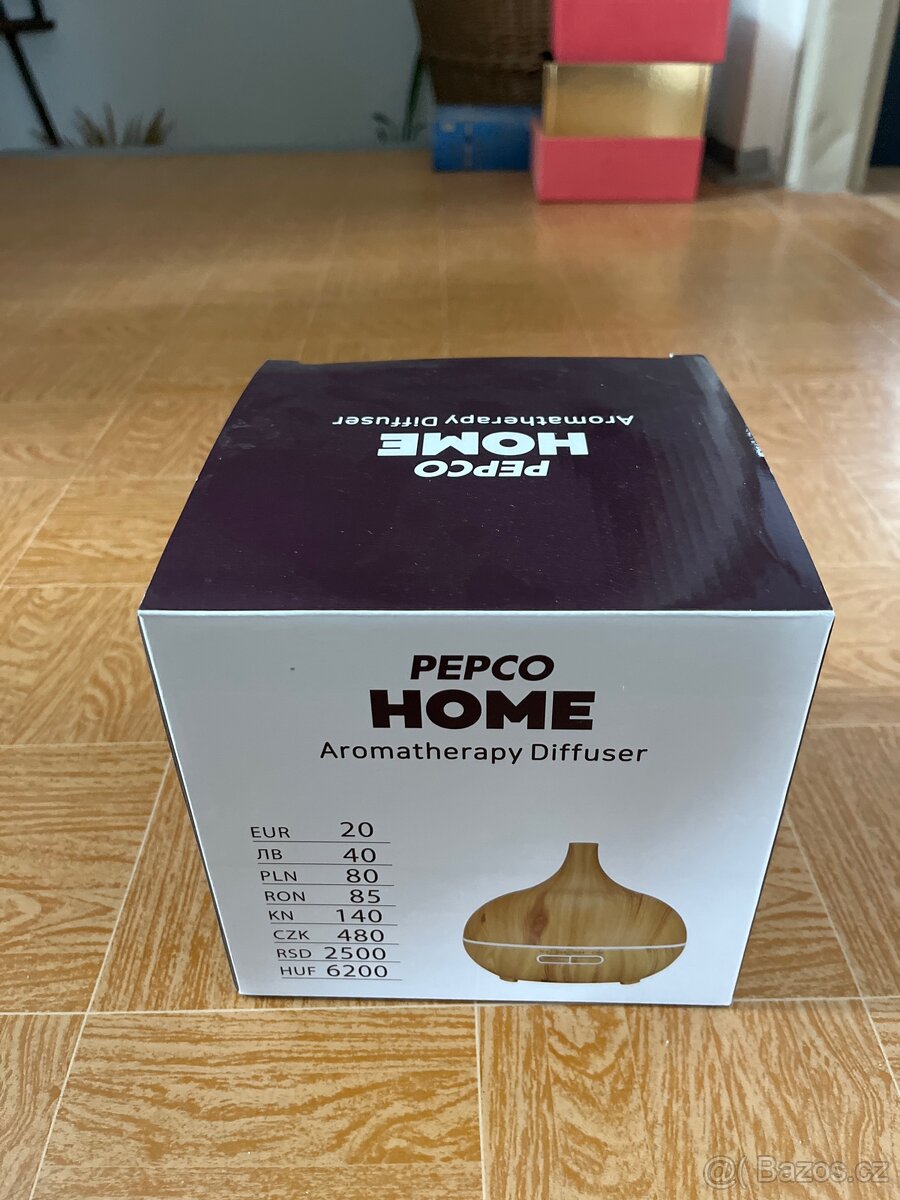 Aromatherapy Diffuser
HOME
PEPCO
PEPCO
HOME
Aromatherapy Diffuser
EUR 20
ЛВ 40
PLN 80
RON 85
KN 140
CZK 480
RSD 2500
HUF 6200
@( Bazos.cz